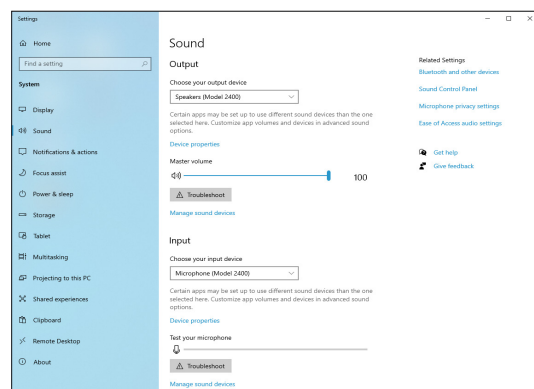 Settings
Home
Find a setting
System
Display
Sound
Notifications & actions
Focus assist
Power & sleep
Storage
Tablet
Multitasking
Projecting to this PC
Shared experiences
Clipboard
Remote Desktop
About
Sound
Output
Choose your output device
Speakers (Model 2400)
Certain apps may be set up to use different sound devices than the one
selected here. Customize app volumes and devices in advanced sound
options.
Device properties
Master volume
100
Troubleshoot
Manage sound devices
Input
Choose your input device
Microphone (Model 2400)
Certain apps may be set up to use different sound devices than the one
selected here. Customize app volumes and devices in advanced sound
options.
Device properties
Test your microphone
Troubleshoot
Manage sound devices
Related Settings
Bluetooth and other devices
Sound Control Panel
Microphone privacy settings
Ease of Access audio settings
Get help
Give feedback